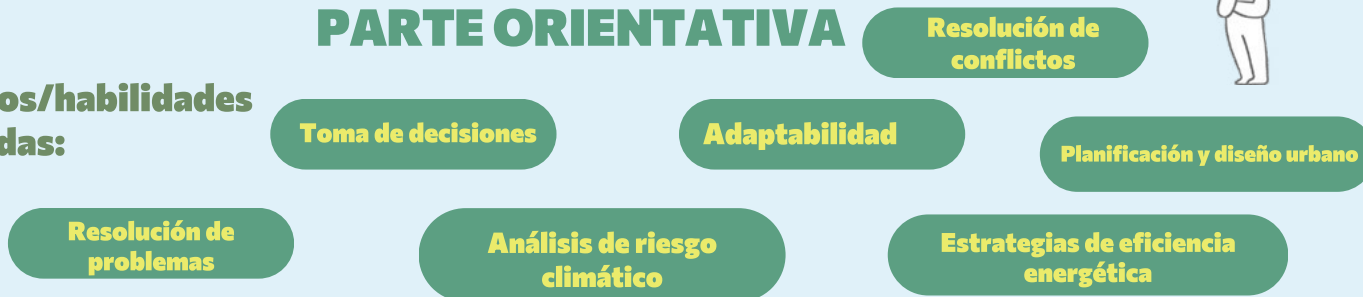 PARTE ORIENTATIVA
Resolución de
conflictos
os/habilidades
das:
Toma de decisiones
Adaptabilidad
Planificación y diseño urbano
Resolución de
problemas
Análisis de riesgo
climático
Estrategias de eficiencia
energética